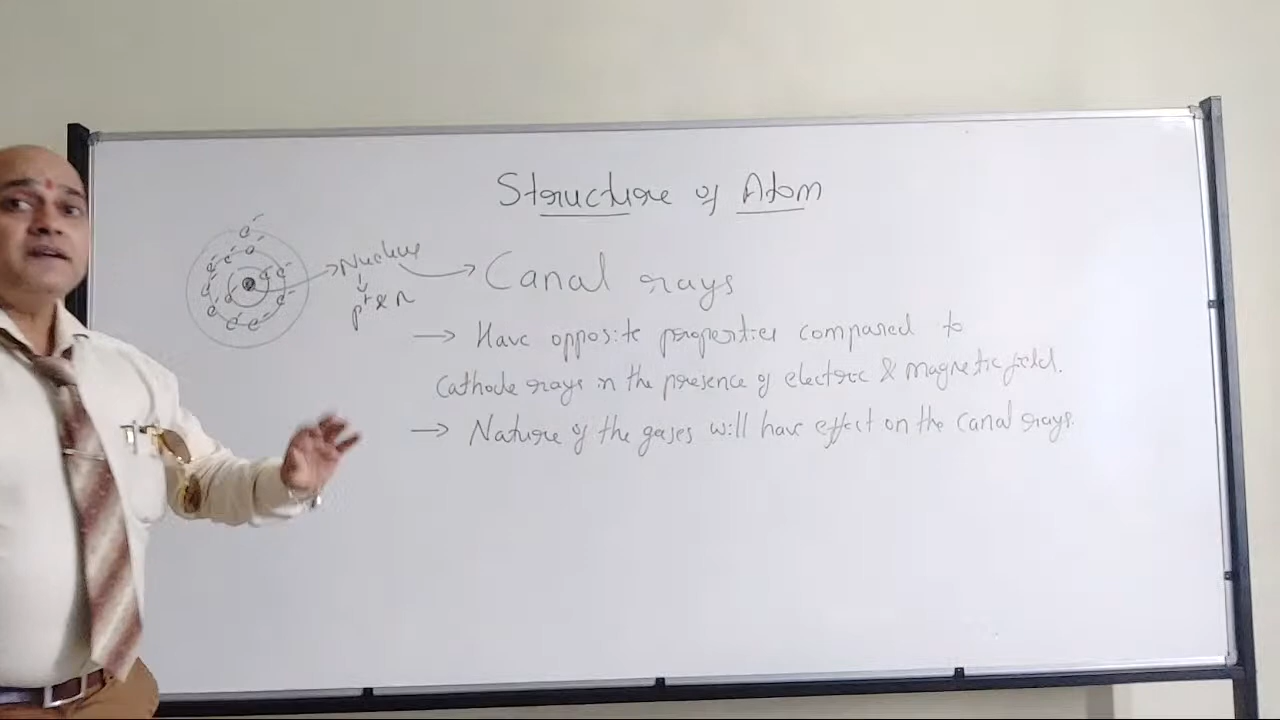 Structure of Atom
Nucleus → Canal rays
↓
p+ & n
e-
e-
e-
e-
e-
e-
e-
e-
e-
e-
e-
→ Have opposite properties compared to
Cathode rays in the presence of electric & magnetic field.
→ Nature of the gases will have effect on the canal rays.